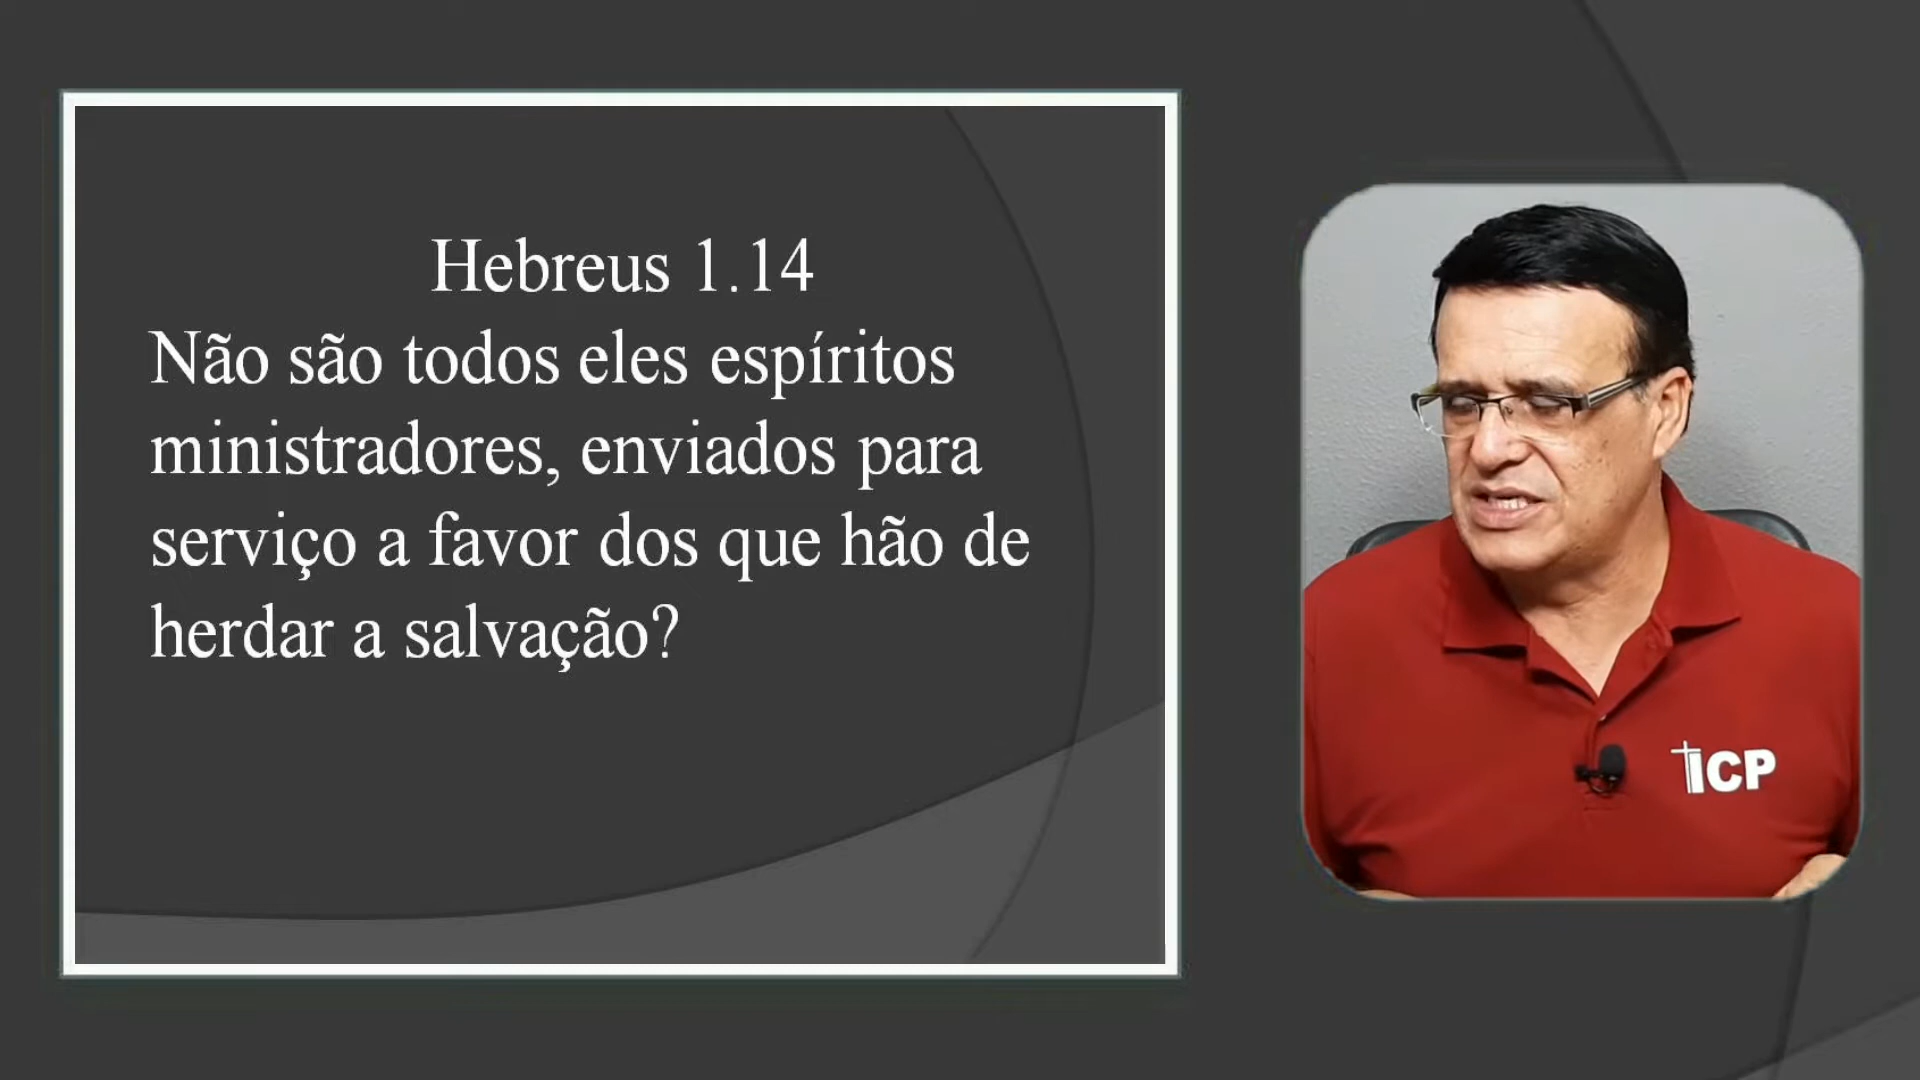 Hebreus 1.14
Não são todos eles espíritos
ministradores, enviados para
serviço a favor dos que hão de
herdar a salvação?
ICP